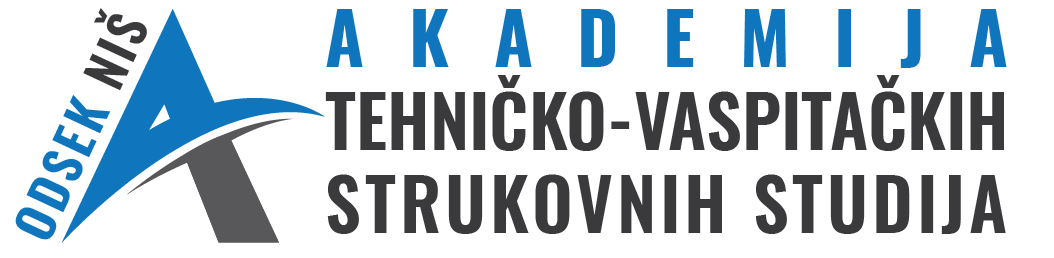 ODSEK NIŠ
AKADEMIJA
TEHNIČKO-VASPITAČKIH
STRUKOVNIH STUDIJA